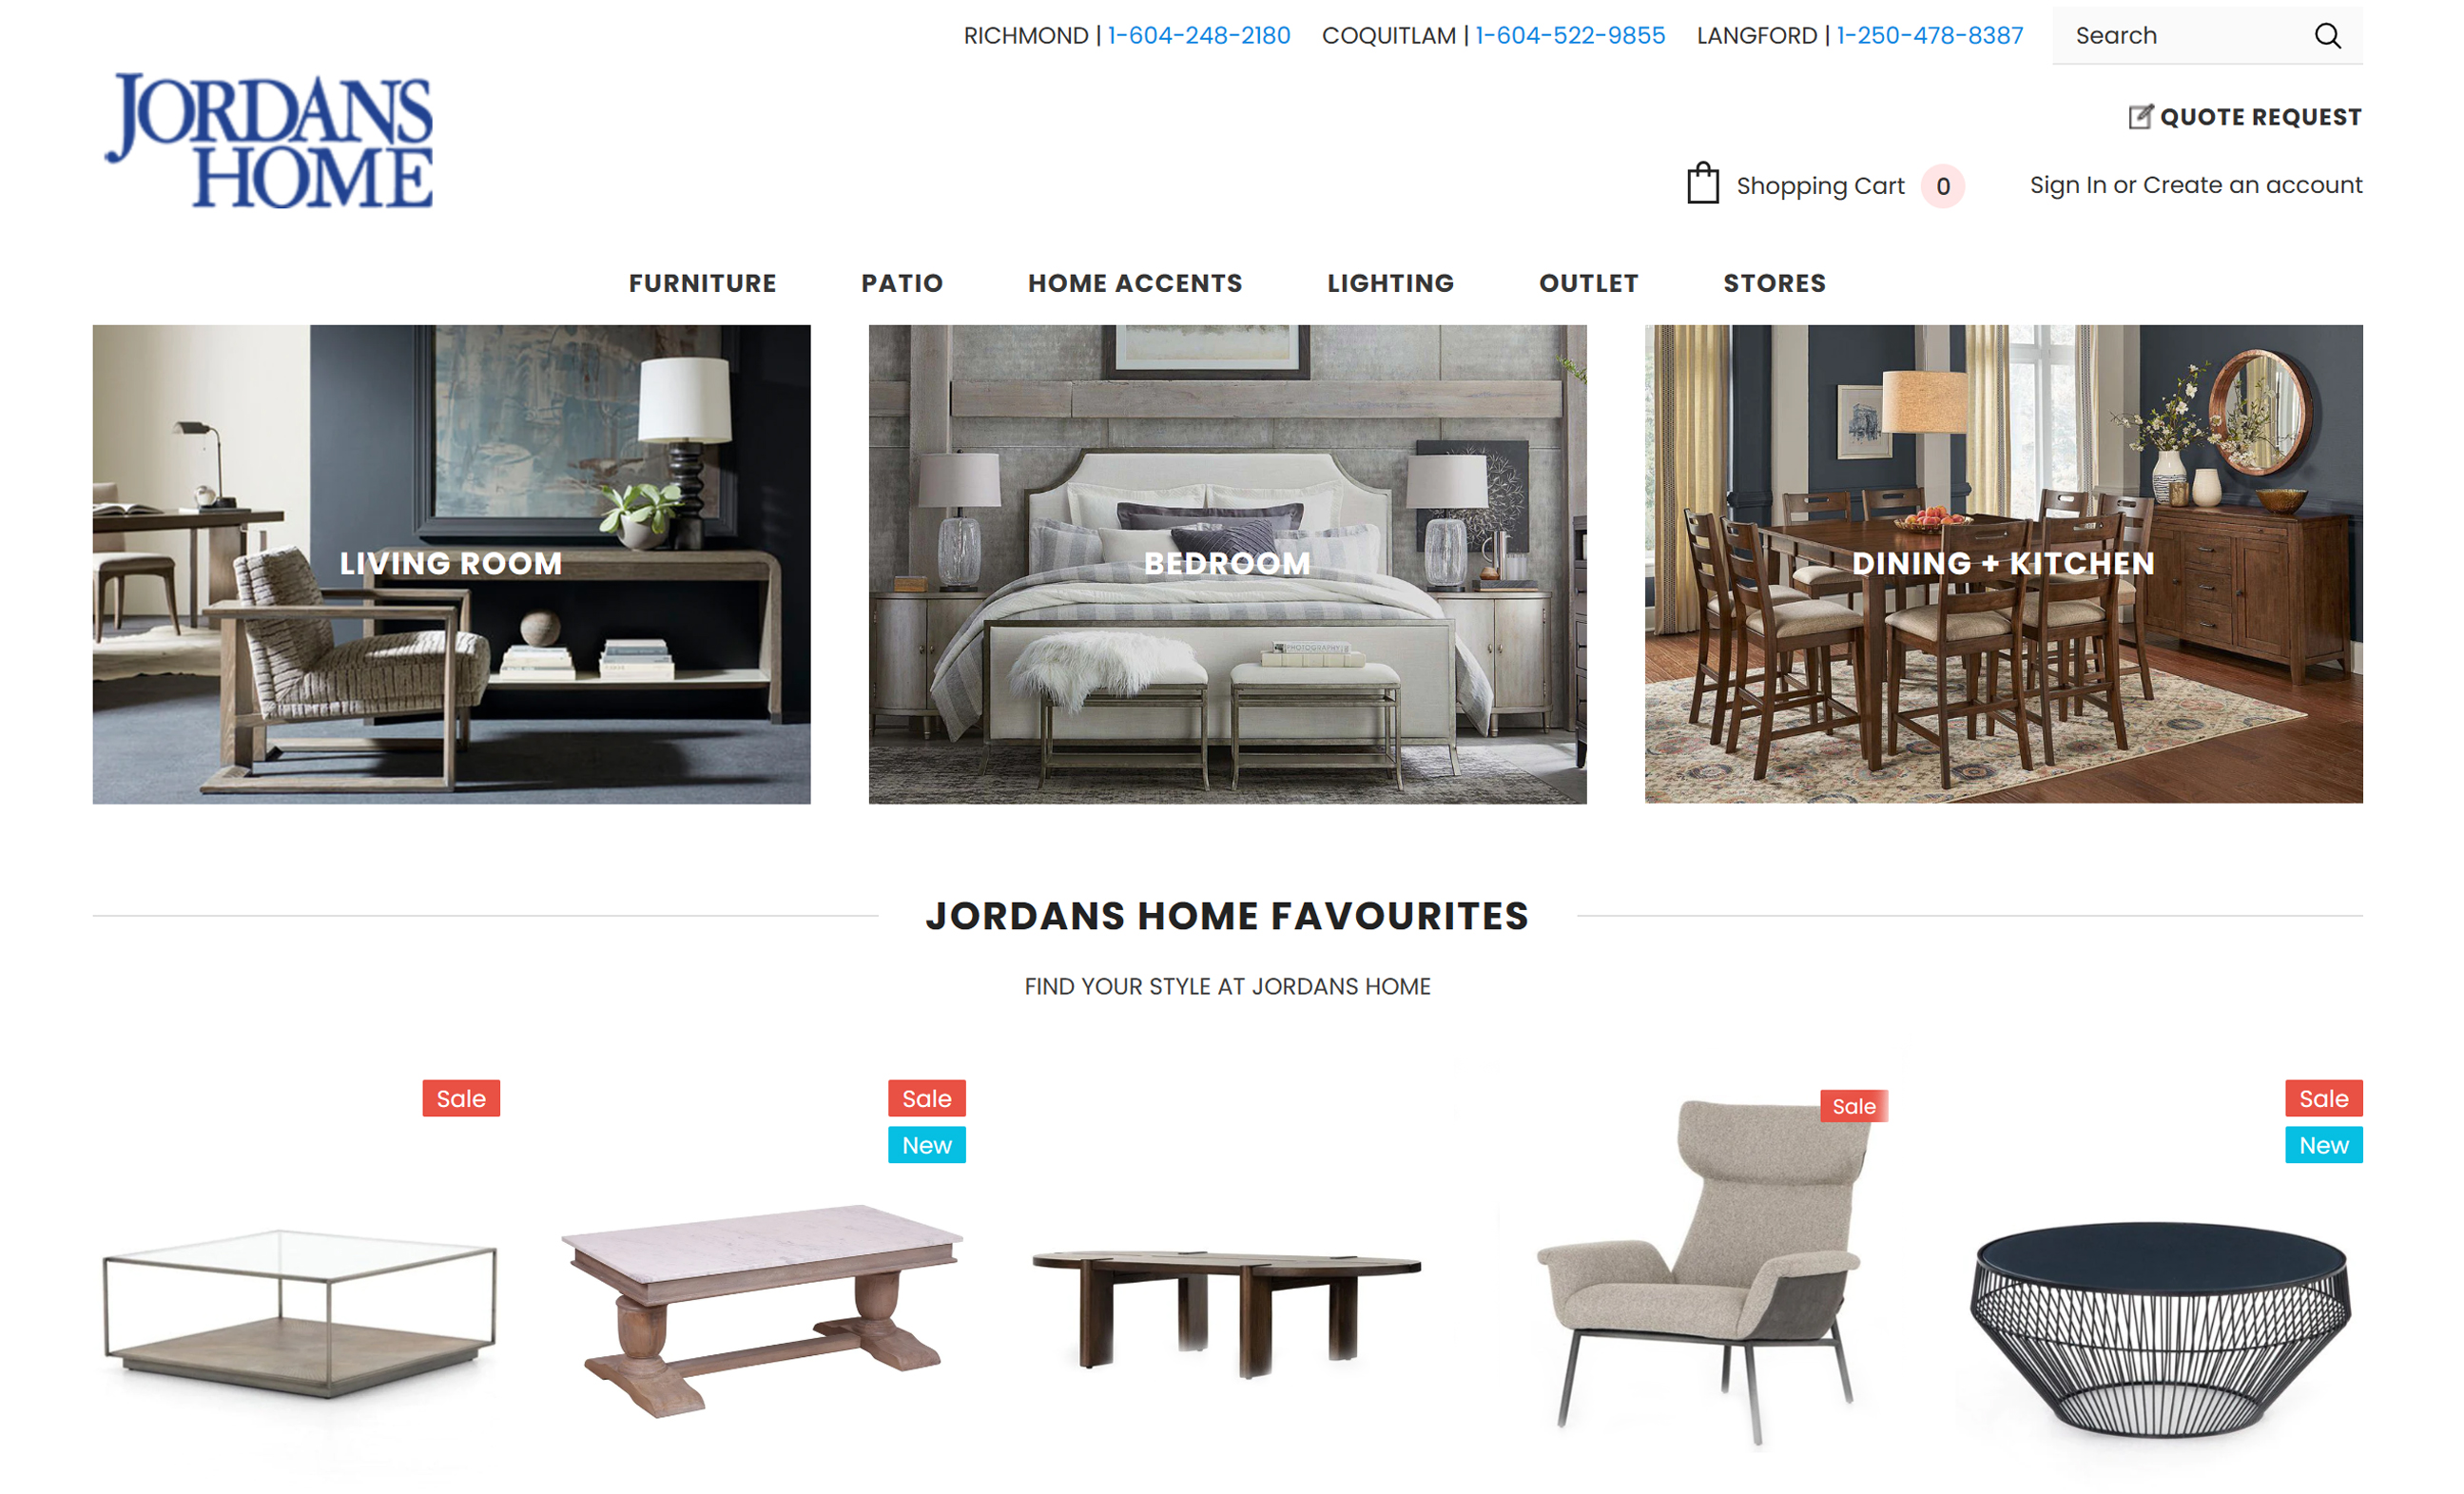 RICHMOND | 1-604-248-2180 COQUITLAM | 1-604-522-9855 LANGFORD | 1-250-478-8387 Search
JORDANS
HOME
QUOTE REQUEST
Shopping Cart 0 Sign In or Create an account
FURNITURE PATIO HOME ACCENTS LIGHTING OUTLET STORES
LIVING ROOM
BEDROOM
DINING + KITCHEN
PHOTOGRAPHY
JORDANS HOME FAVOURITES
FIND YOUR STYLE AT JORDANS HOME
Sale
Sale
New
Sale
Sale
New